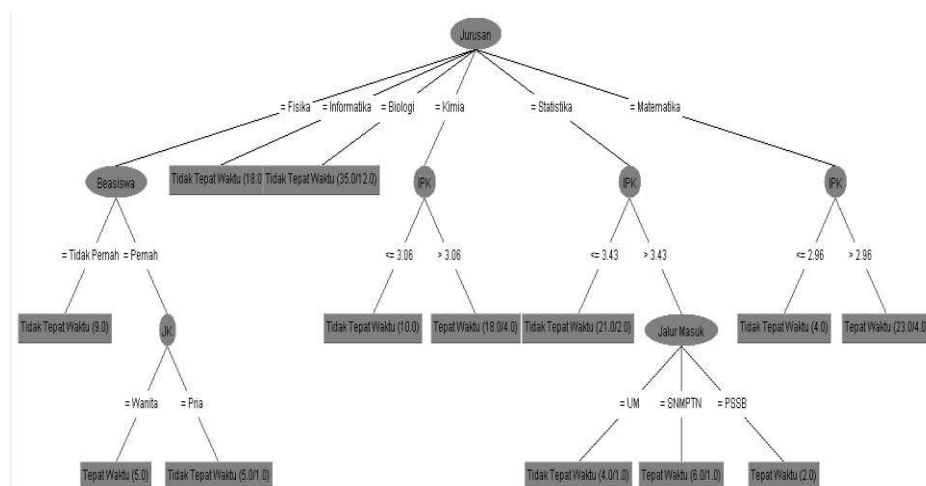 Jurusan
= Fisika = Informatika = Biologi = Kimia = Statistika = Matematika
Beasiswa Tidak Tepat Waktu (18.0 Tidak Tepat Waktu (35.0/12.0) IPK IPK IPK
= Tidak Pernah = Pernah <= 3.06 > 3.06 <= 3.43 > 3.43 <= 2.96 > 2.96
Tidak Tepat Waktu (9.0) JK Tidak Tepat Waktu (10.0) Tepat Waktu (18.0/4.0) Tidak Tepat Waktu (21.0/2.0) Jalur Masuk Tidak Tepat Waktu (4.0) Tepat Waktu (23.0/4.0)
= Wanita = Pria = UM = SNMPTN = PSSB
Tepat Waktu (5.0) Tidak Tepat Waktu (5.0/1.0) Tidak Tepat Waktu (4.0/1.0) Tepat Waktu (6.0/1.0) Tepat Waktu (2.0)